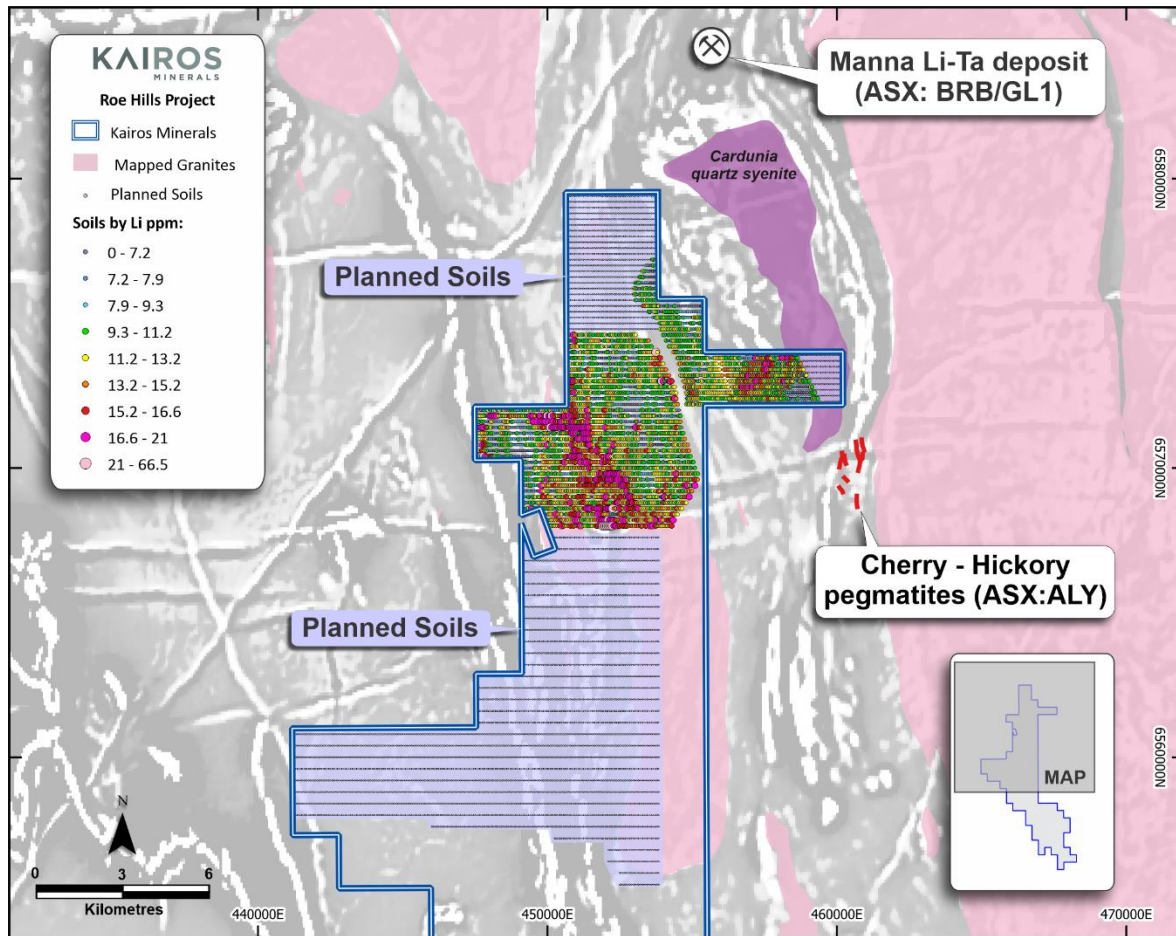 KAIROS
MINERALS
Roe Hills Project
Kairos Minerals
Mapped Granites
Planned Soils
Soils by Li ppm:
0 - 7.2
7.2 - 7.9
7.9 - 9.3
9.3 - 11.2
11.2 - 13.2
13.2 - 15.2
15.2 - 16.6
16.6 - 21
21 - 66.5
Manna Li-Ta deposit
(ASX: BRB/GL1)
Cardunia
quartz syenite
6580000N
Planned Soils
6570000N
Cherry - Hickory
pegmatites (ASX:ALY)
Planned Soils
6560000N
MAP
N
0 3 6
Kilometres
440000E 450000E 460000E 470000E